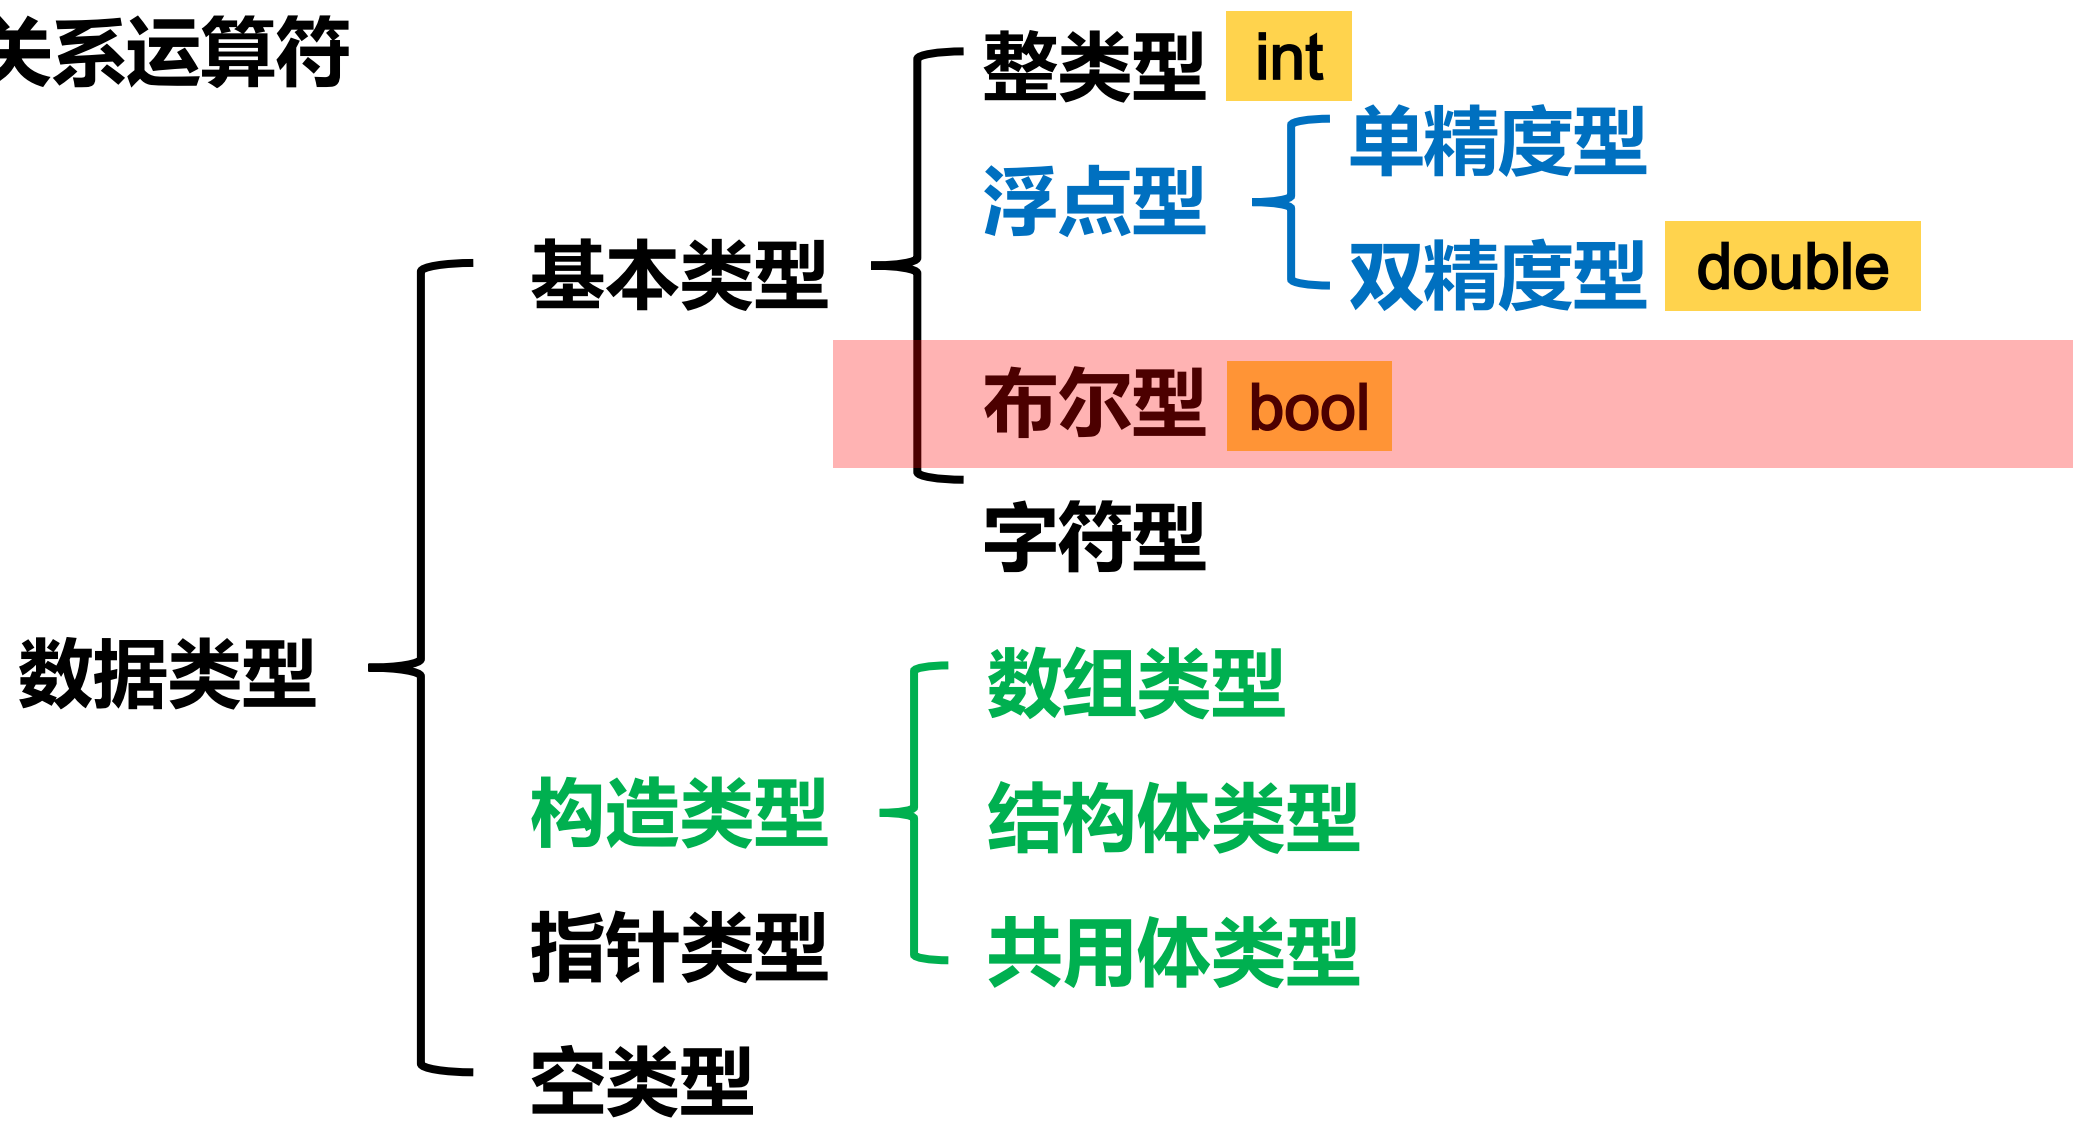 关系运算符
整类型 int
单精度型
浮点型
双精度型 double
基本类型
布尔型 bool
字符型
数据类型
数组类型
构造类型
结构体类型
指针类型
共用体类型
空类型